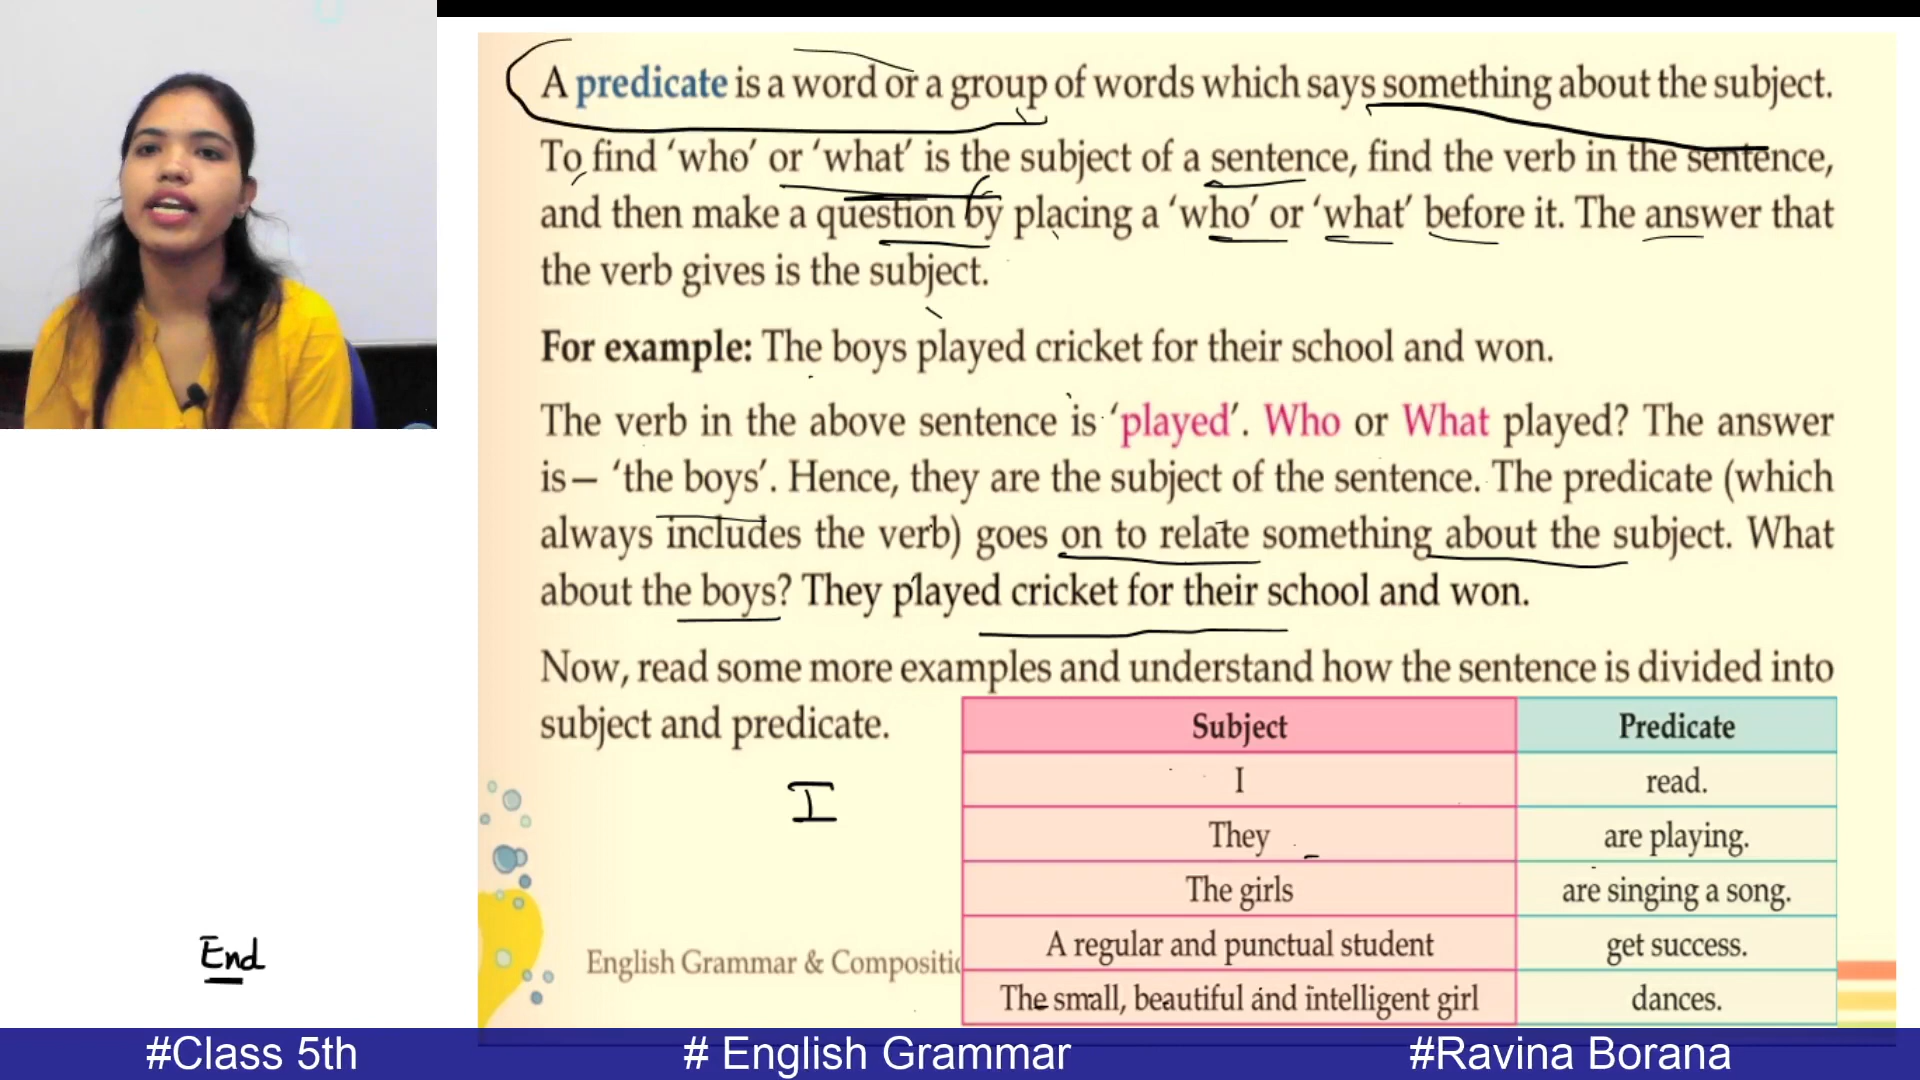 A predicate is a word or a group of words which says something about the subject.
To find ‘who’ or ‘what’ is the subject of a sentence, find the verb in the sentence,
and then make a question by placing a ‘who’ or ‘what’ before it. The answer that
the verb gives is the subject.
For example: The boys played cricket for their school and won.
The verb in the above sentence is ‘played’. Who or What played? The answer
is— ‘the boys’. Hence, they are the subject of the sentence. The predicate (which
always includes the verb) goes on to relate something about the subject. What
about the boys? They played cricket for their school and won.
Now, read some more examples and understand how the sentence is divided into
subject and predicate.
Subject Predicate
I read.
They are playing.
The girls are singing a song.
A regular and punctual student get success.
The small, beautiful and intelligent girl dances.
I
End
English Grammar &
#Class 5th # English Grammar #Ravina Borana